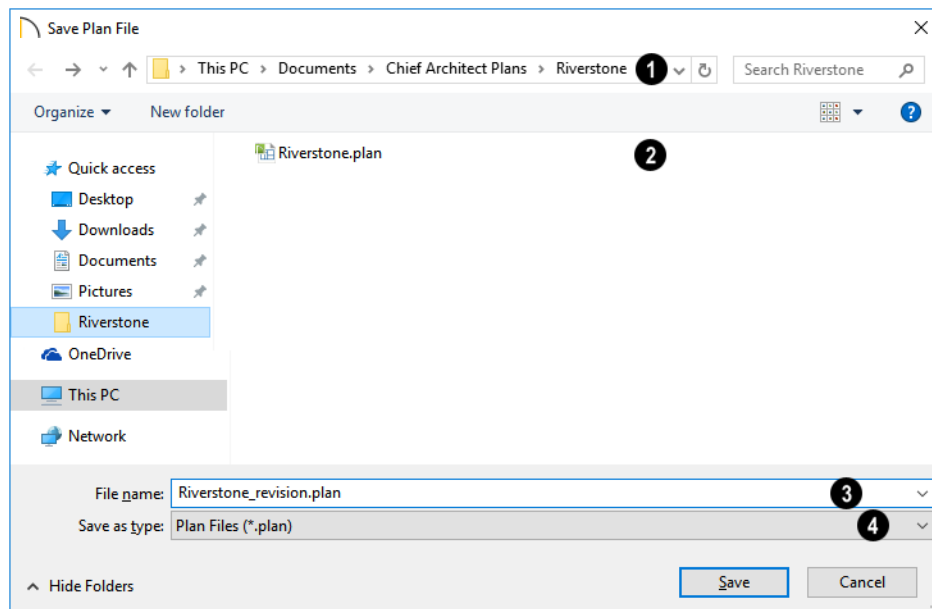 Save Plan File
This PC > Documents > Chief Architect Plans > Riverstone 1 Search Riverstone
Organize New folder ?
Quick access
Riverstone.plan 2
Desktop
Downloads
Documents
Pictures
Riverstone
OneDrive
This PC
Network
File name: Riverstone_revision.plan 3
Save as type: Plan Files (*.plan) 4
Hide Folders Save Cancel